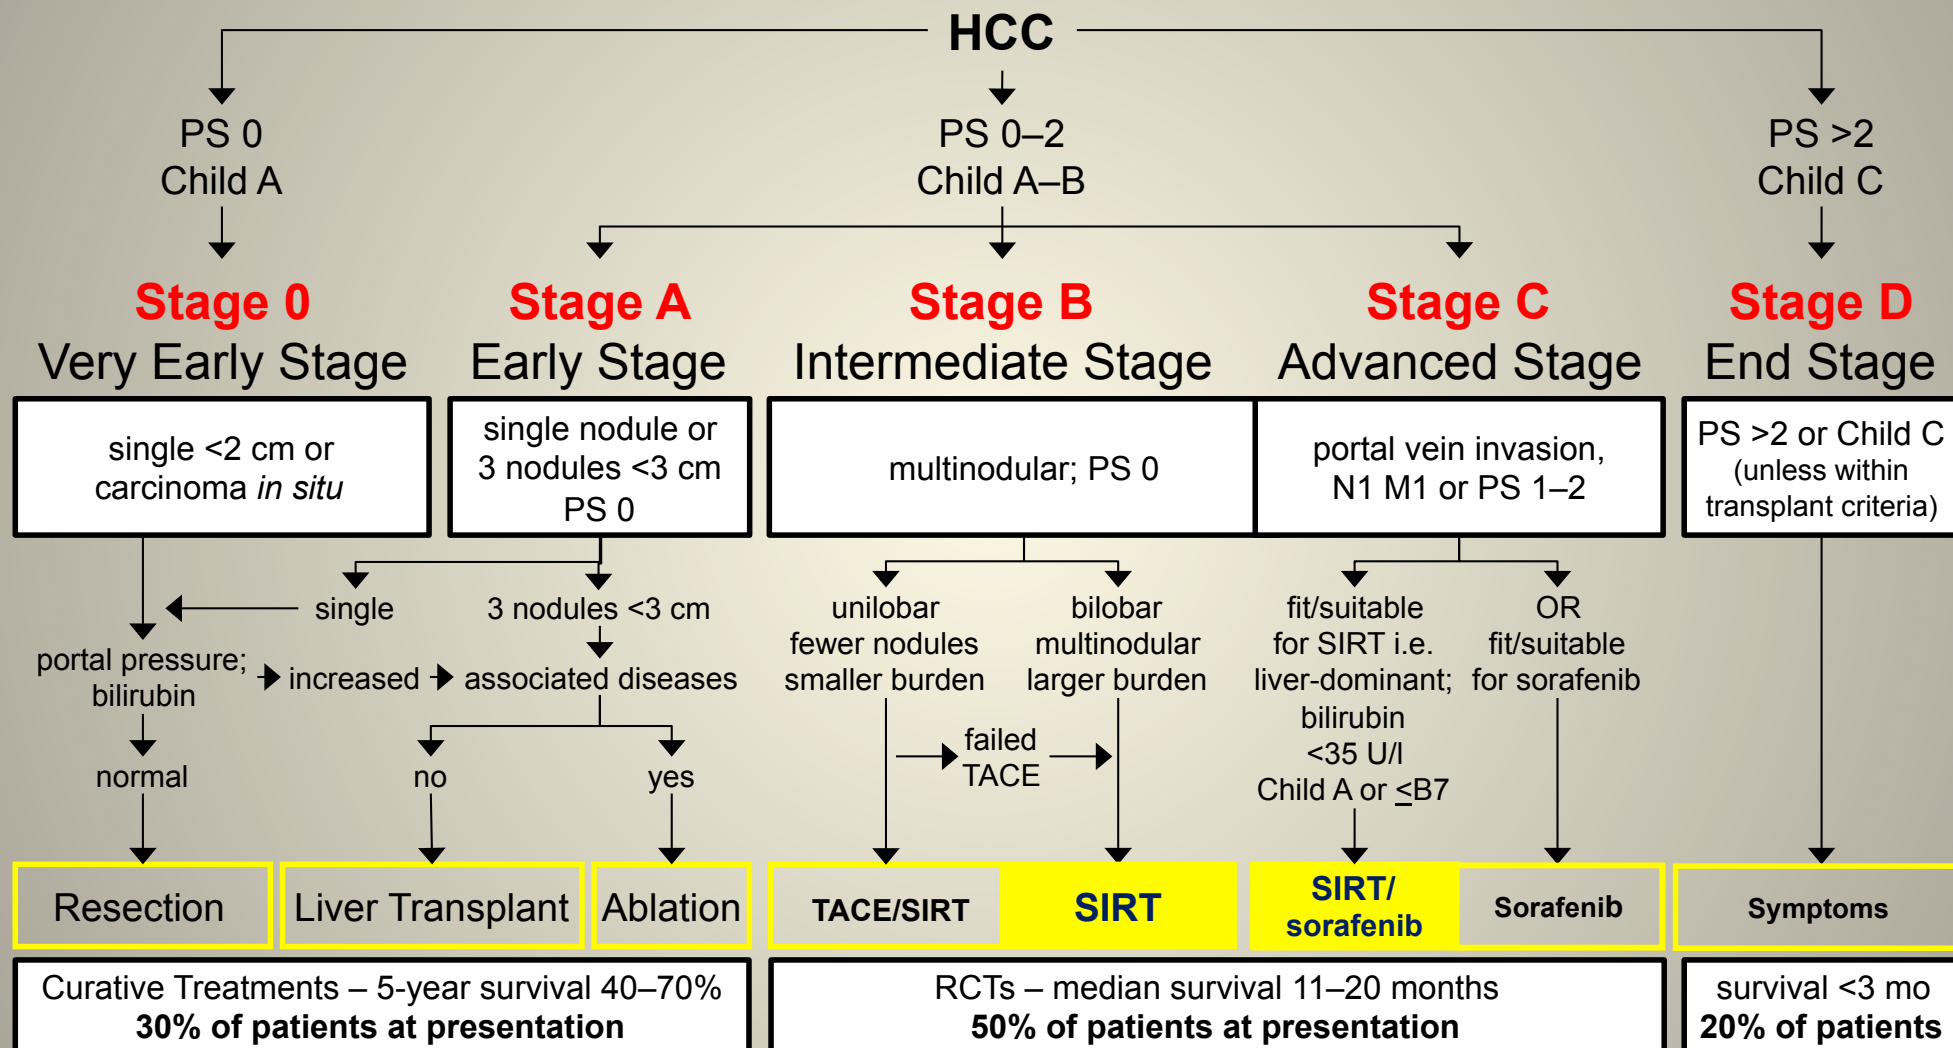 HCC
PS 0
Child A
PS 0–2
Child A–B
PS >2
Child C
Stage 0
Very Early Stage
Stage A
Early Stage
Stage B
Intermediate Stage
Stage C
Advanced Stage
Stage D
End Stage
single <2 cm or
carcinoma in situ
single nodule or
3 nodules <3 cm
PS 0
multinodular; PS 0
portal vein invasion,
N1 M1 or PS 1–2
PS >2 or Child C
(unless within
transplant criteria)
single
3 nodules <3 cm
portal pressure;
bilirubin
increased
associated diseases
normal
no
yes
unilobar
fewer nodules
smaller burden
bilobar
multinodular
larger burden
failed
TACE
fit/suitable
for SIRT i.e.
liver-dominant;
bilirubin
<35 U/l
Child A or ≤B7
OR
fit/suitable
for sorafenib
Resection
Liver Transplant
Ablation
TACE/SIRT
SIRT
SIRT/
sorafenib
Sorafenib
Symptoms
Curative Treatments – 5-year survival 40–70%
30% of patients at presentation
RCTs – median survival 11–20 months
50% of patients at presentation
survival <3 mo
20% of patients